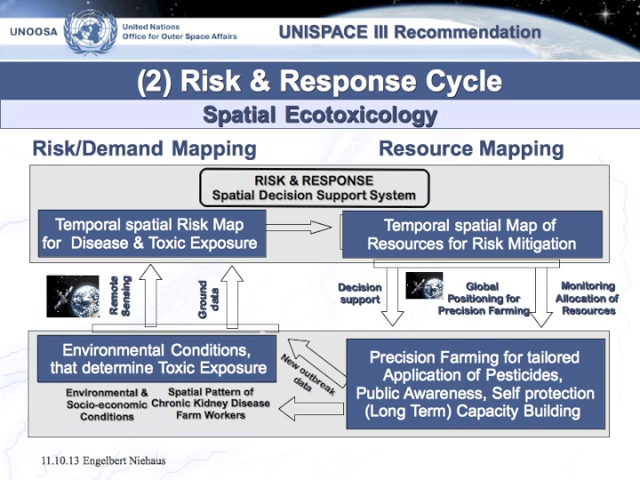 UNOOSA
United Nations
Office for Outer Space Affairs
UNISPACE III Recommendation
(2) Risk & Response Cycle
Spatial Ecotoxicology
Risk/Demand Mapping
Resource Mapping
RISK & RESPONSE
Spatial Decision Support System
Temporal spatial Risk Map
for Disease & Toxic Exposure
Temporal spatial Map of
Resources for Risk Mitigation
Remote
Sensing
Ground
data
Decision
support
Global
Positioning for
Precision Farming
Monitoring
Allocation of
Resources
Environmental Conditions,
that determine Toxic Exposure
New outbreak
data
Precision Farming for tailored
Application of Pesticides,
Public Awareness, Self protection
(Long Term) Capacity Building
Environmental &
Socio-economic
Conditions
Spatial Pattern of
Chronic Kidney Disease
Farm Workers
11.10.13 Engelbert Niehaus